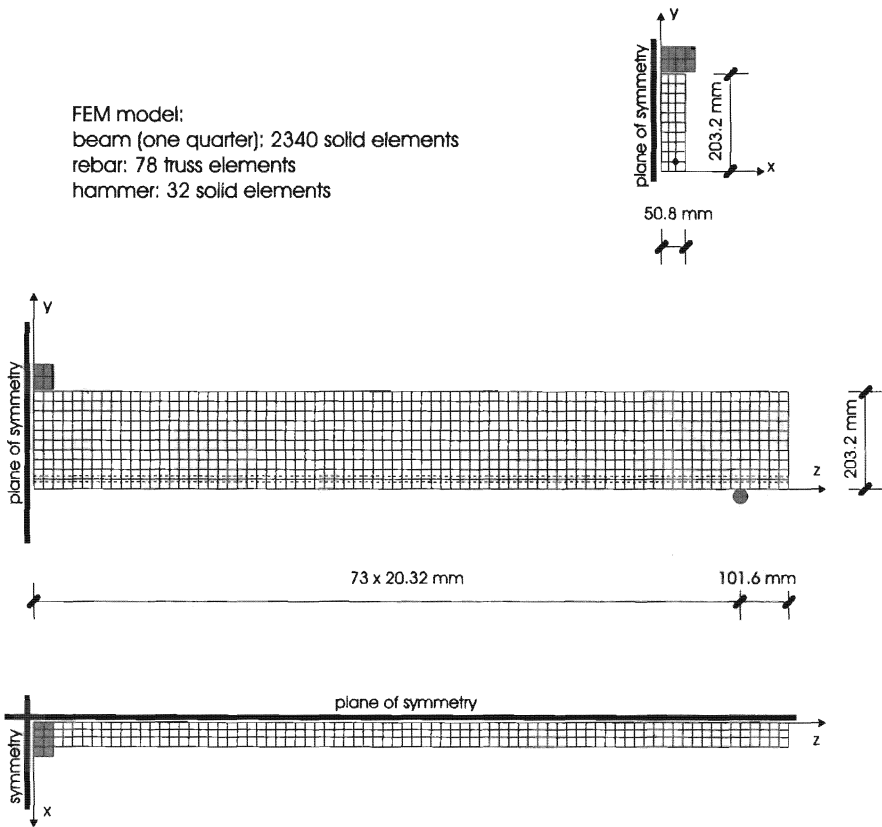 y
plane of symmetry
203.2 mm
x
50.8 mm
FEM model:
beam (one quarter): 2340 solid elements
rebar: 78 truss elements
hammer: 32 solid elements
y
plane of symmetry
z
203.2 mm
73 x 20.32 mm
101.6 mm
plane of symmetry
z
symmetry
x